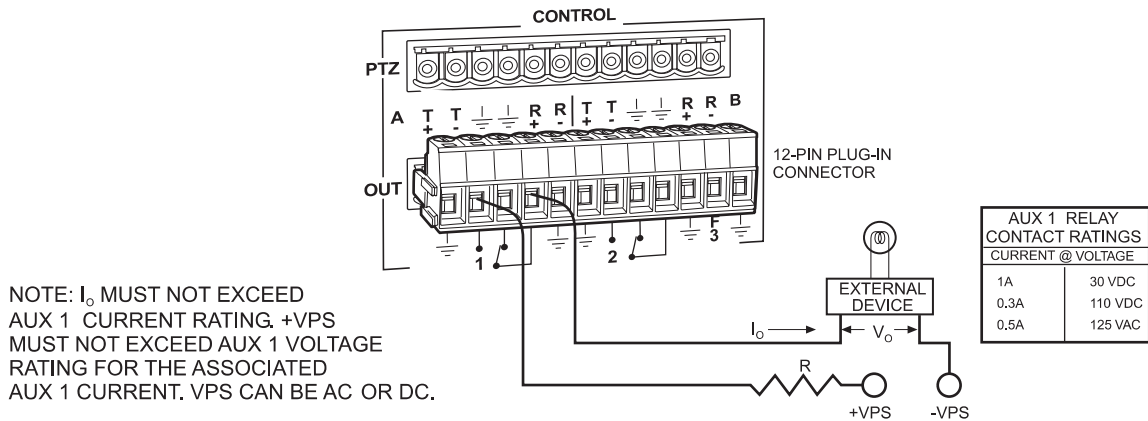 CONTROL
PTZ
A T+ T- R+ R- T+ T- R+ R- B
OUT
12-PIN PLUG-IN
CONNECTOR
1
2
F
3
AUX 1 RELAY
CONTACT RATINGS
CURRENT @ VOLTAGE
1A 30 VDC
0.3A 110 VDC
0.5A 125 VAC
EXTERNAL
DEVICE
Io
Vo
R
+VPS
-VPS
NOTE: Io MUST NOT EXCEED
AUX 1 CURRENT RATING. +VPS
MUST NOT EXCEED AUX 1 VOLTAGE
RATING FOR THE ASSOCIATED
AUX 1 CURRENT. VPS CAN BE AC OR DC.